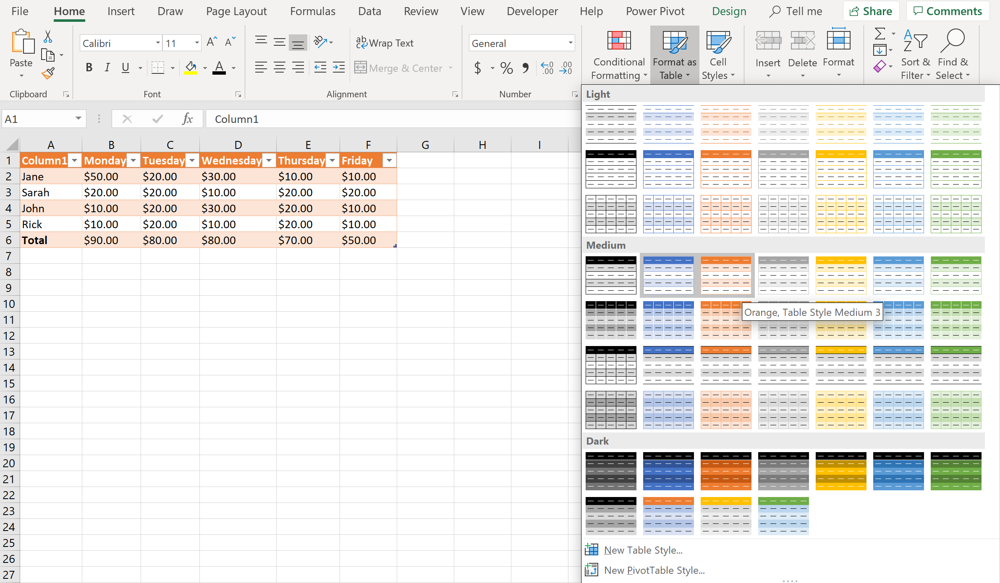 File Home Insert Draw Page Layout Formulas Data Review View Developer Help Power Pivot Design Tell me Share Comments
Paste
Clipboard
Calibri 11 A A
B I U A
Font
ab Wrap Text
c
Merge & Center
Alignment
General
$ % , .0 .00 .00 .0
Number
Conditional Formatting
Format as Table
Cell Styles
Insert Delete Format
Σ
A Z
Sort & Filter
Find & Select
A1 fx Column1
A B C D E F G H I
1 Column1 Monday Tuesday Wednesday Thursday Friday
2 Jane $50.00 $20.00 $30.00 $10.00 $10.00
3 Sarah $20.00 $20.00 $10.00 $20.00 $20.00
4 John $10.00 $20.00 $30.00 $20.00 $10.00
5 Rick $10.00 $20.00 $10.00 $20.00 $10.00
6 Total $90.00 $80.00 $80.00 $70.00 $50.00
7
8
9
10
11
12
13
14
15
16
17
18
19
20
21
22
23
24
25
26
27
Light
Medium
Orange, Table Style Medium 3
Dark
New Table Style...
New PivotTable Style...